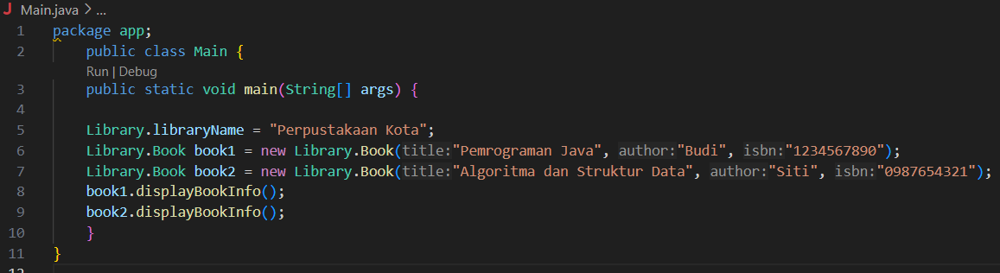 J Main.java > ...
1 package app;
2 public class Main {
Run | Debug
3 public static void main(String[] args) {
4
5 Library.libraryName = "Perpustakaan Kota";
6 Library.Book book1 = new Library.Book(title:"Pemrograman Java", author:"Budi", isbn:"1234567890");
7 Library.Book book2 = new Library.Book(title:"Algoritma dan Struktur Data", author:"Siti", isbn:"0987654321");
8 book1.displayBookInfo();
9 book2.displayBookInfo();
10 }
11 }
12